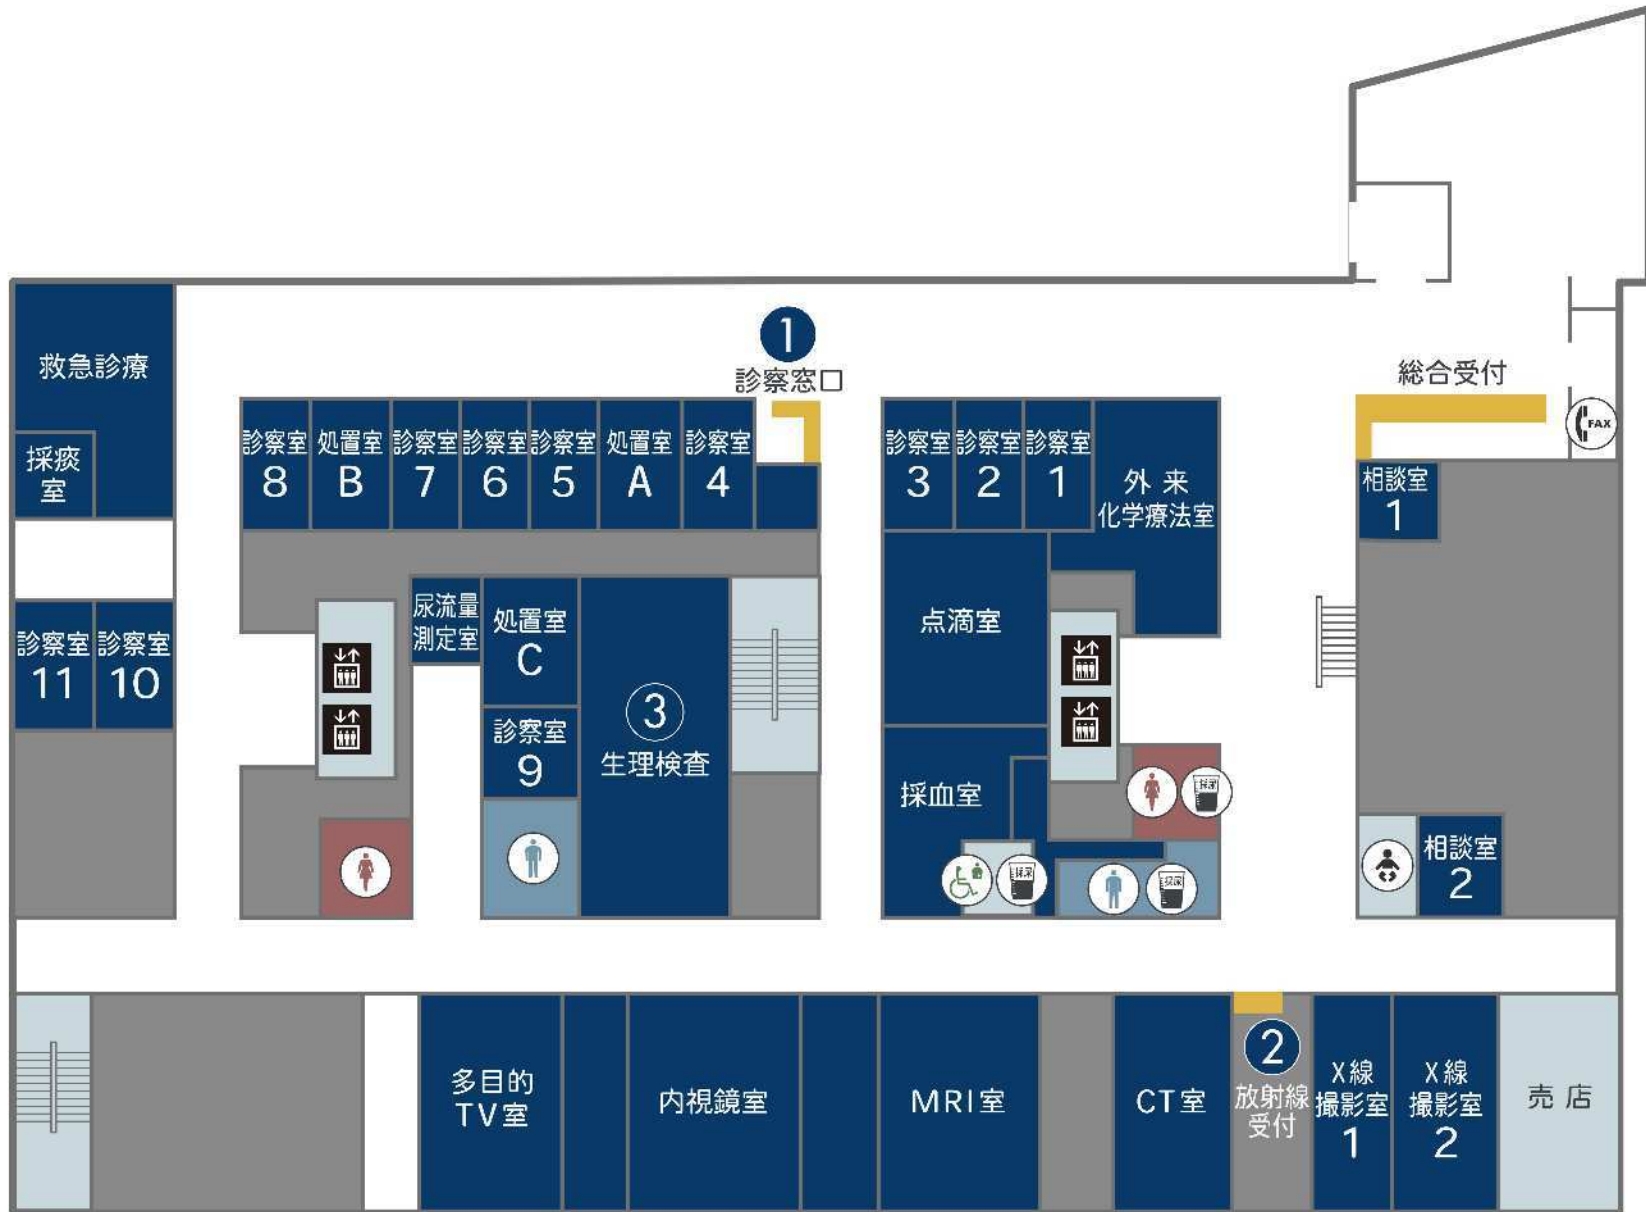 1
診察窓口
総合受付
FAX
救急診療
採痰
室
診察室
8
処置室
B
診察室
7
診察室
6
診察室
5
処置室
A
診察室
4
診察室
3
診察室
2
診察室
1
外 来
化学療法室
相談室
1
診察室
11
診察室
10
尿流量
測定室
処置室
C
診察室
9
3
生理検査
点滴室
採血室
採尿
採尿
採尿
相談室
2
多目的
TV室
内視鏡室
MRI室
CT室
2
放射線
受付
X線
撮影室
1
X線
撮影室
2
売 店